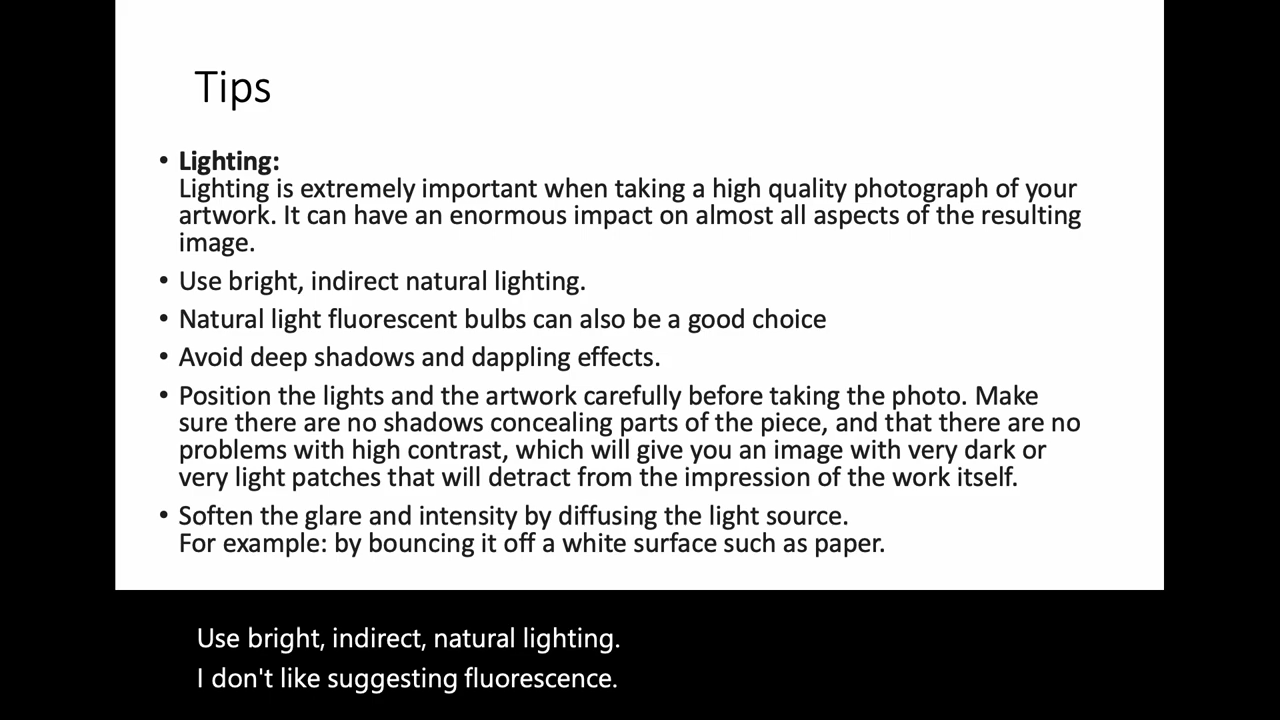 Tips
• Lighting:
Lighting is extremely important when taking a high quality photograph of your
artwork. It can have an enormous impact on almost all aspects of the resulting
image.
• Use bright, indirect natural lighting.
• Natural light fluorescent bulbs can also be a good choice
• Avoid deep shadows and dappling effects.
• Position the lights and the artwork carefully before taking the photo. Make
sure there are no shadows concealing parts of the piece, and that there are no
problems with high contrast, which will give you an image with very dark or
very light patches that will detract from the impression of the work itself.
• Soften the glare and intensity by diffusing the light source.
For example: by bouncing it off a white surface such as paper.
Use bright, indirect, natural lighting.
I don't like suggesting fluorescence.